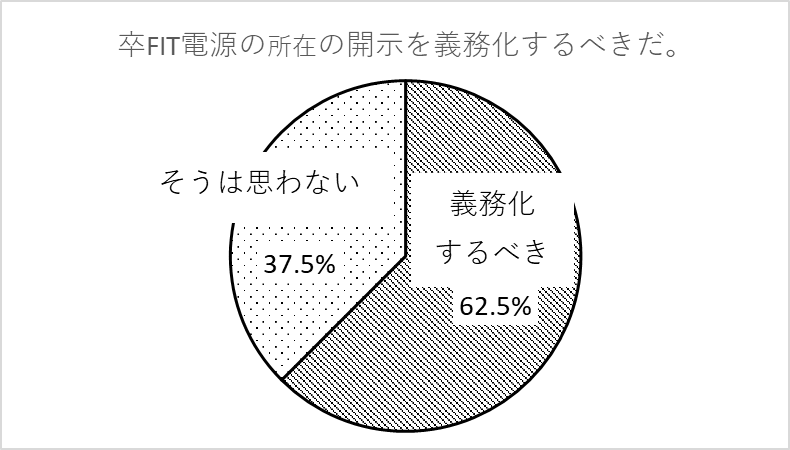 卒FIT電源の所在の開示を義務化するべきだ。
そうは思わない
37.5%
義務化
するべき
62.5%